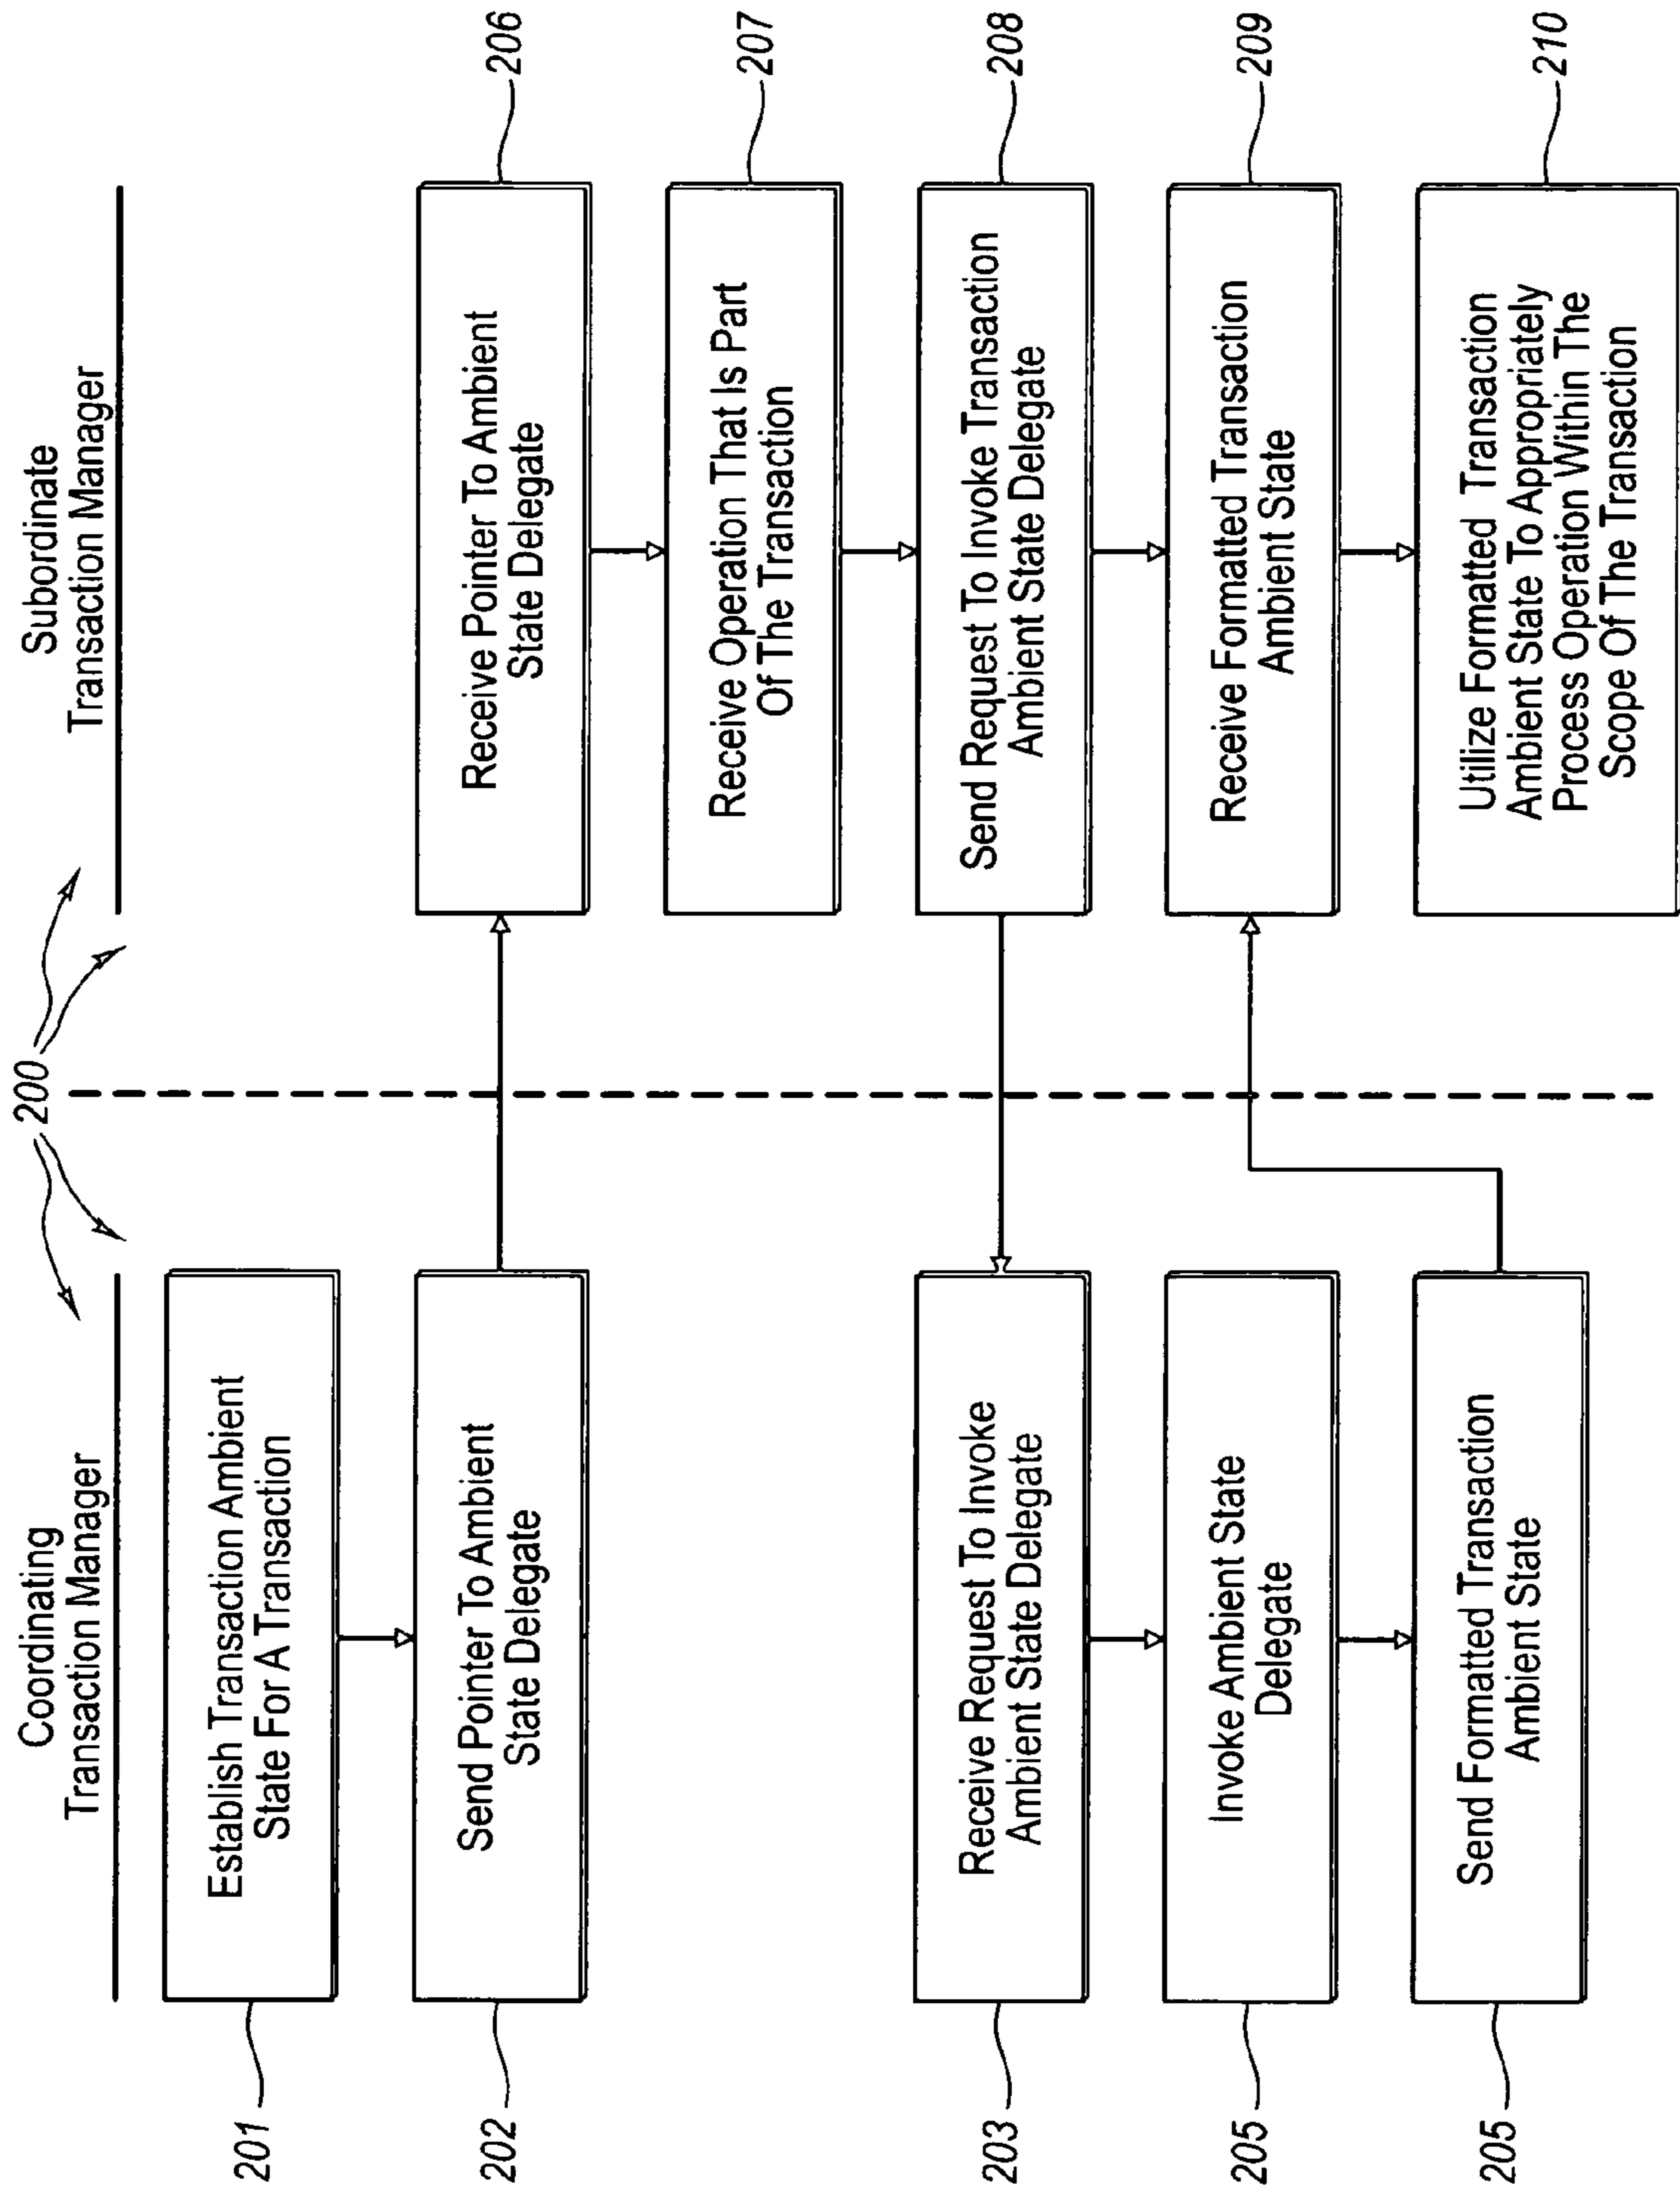 200
Coordinating
Transaction Manager
Subordinate
Transaction Manager
201
Establish Transaction Ambient
State For A Transaction
202
Send Pointer To Ambient
State Delegate
Receive Pointer To Ambient
State Delegate
206
Receive Operation That Is Part
Of The Transaction
207
203
Receive Request To Invoke
Ambient State Delegate
Send Request To Invoke Transaction
Ambient State Delegate
208
205
Invoke Ambient State
Delegate
Receive Formatted Transaction
Ambient State
209
205
Send Formatted Transaction
Ambient State
Utilize Formatted Transaction
Ambient State To Appropriately
Process Operation Within The
Scope Of The Transaction
210